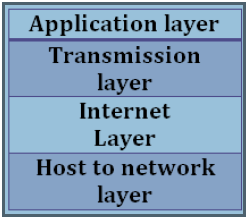 Application layer
Transmission
layer
Internet
Layer
Host to network
layer